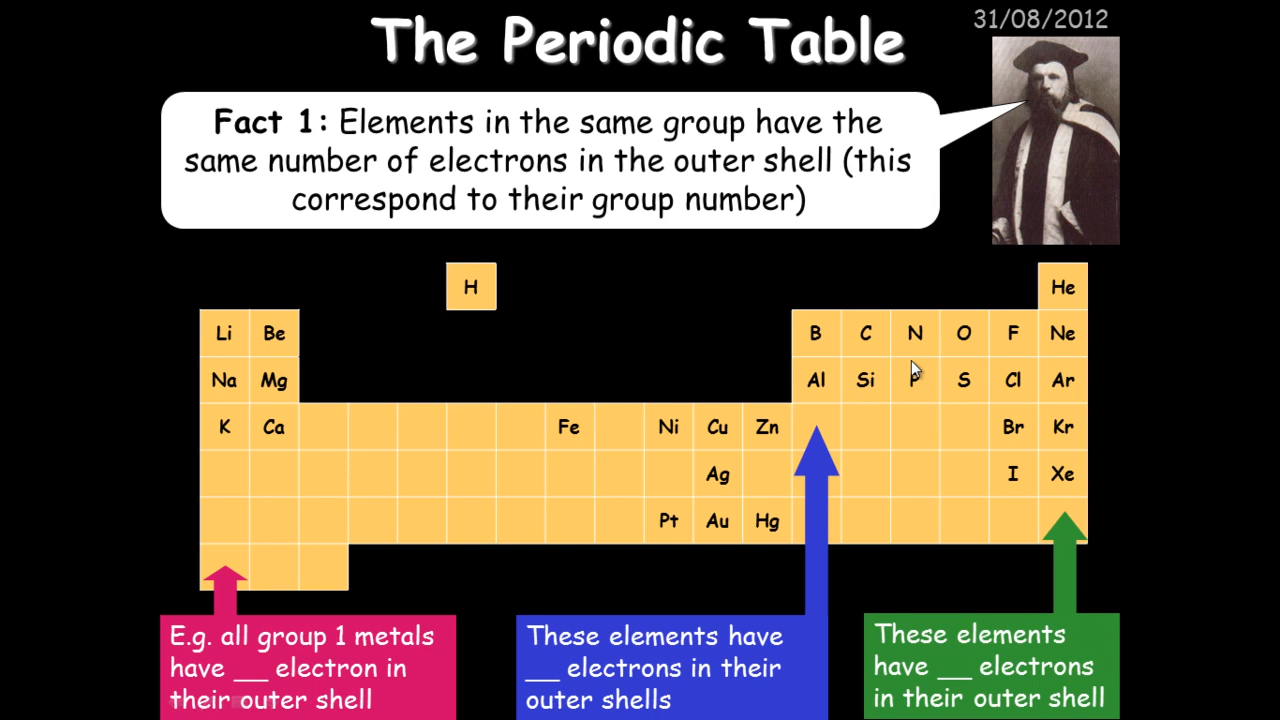 The Periodic Table
31/08/2012
Fact 1: Elements in the same group have the
same number of electrons in the outer shell (this
correspond to their group number)
H He
Li Be B C N O F Ne
Na Mg Al Si P S Cl Ar
K Ca Fe Ni Cu Zn Br Kr
Ag I Xe
Pt Au Hg
E.g. all group 1 metals
have __ electron in
their outer shell
These elements have
__ electrons in their
outer shells
These elements
have __ electrons
in their outer shell